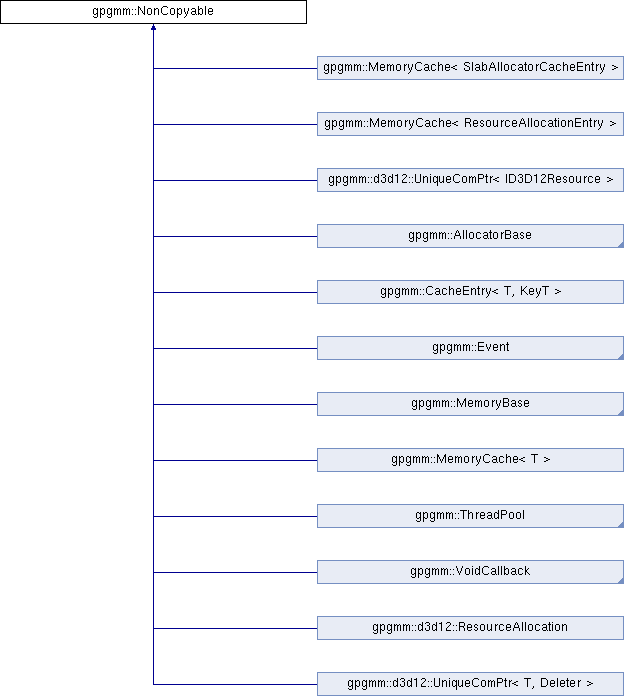 gpgmm::NonCopyable
gpgmm::MemoryCache< SlabAllocatorCacheEntry >
gpgmm::MemoryCache< ResourceAllocationEntry >
gpgmm::d3d12::UniqueComPtr< ID3D12Resource >
gpgmm::AllocatorBase
gpgmm::CacheEntry< T, KeyT >
gpgmm::Event
gpgmm::MemoryBase
gpgmm::MemoryCache< T >
gpgmm::ThreadPool
gpgmm::VoidCallback
gpgmm::d3d12::ResourceAllocation
gpgmm::d3d12::UniqueComPtr< T, Deleter >